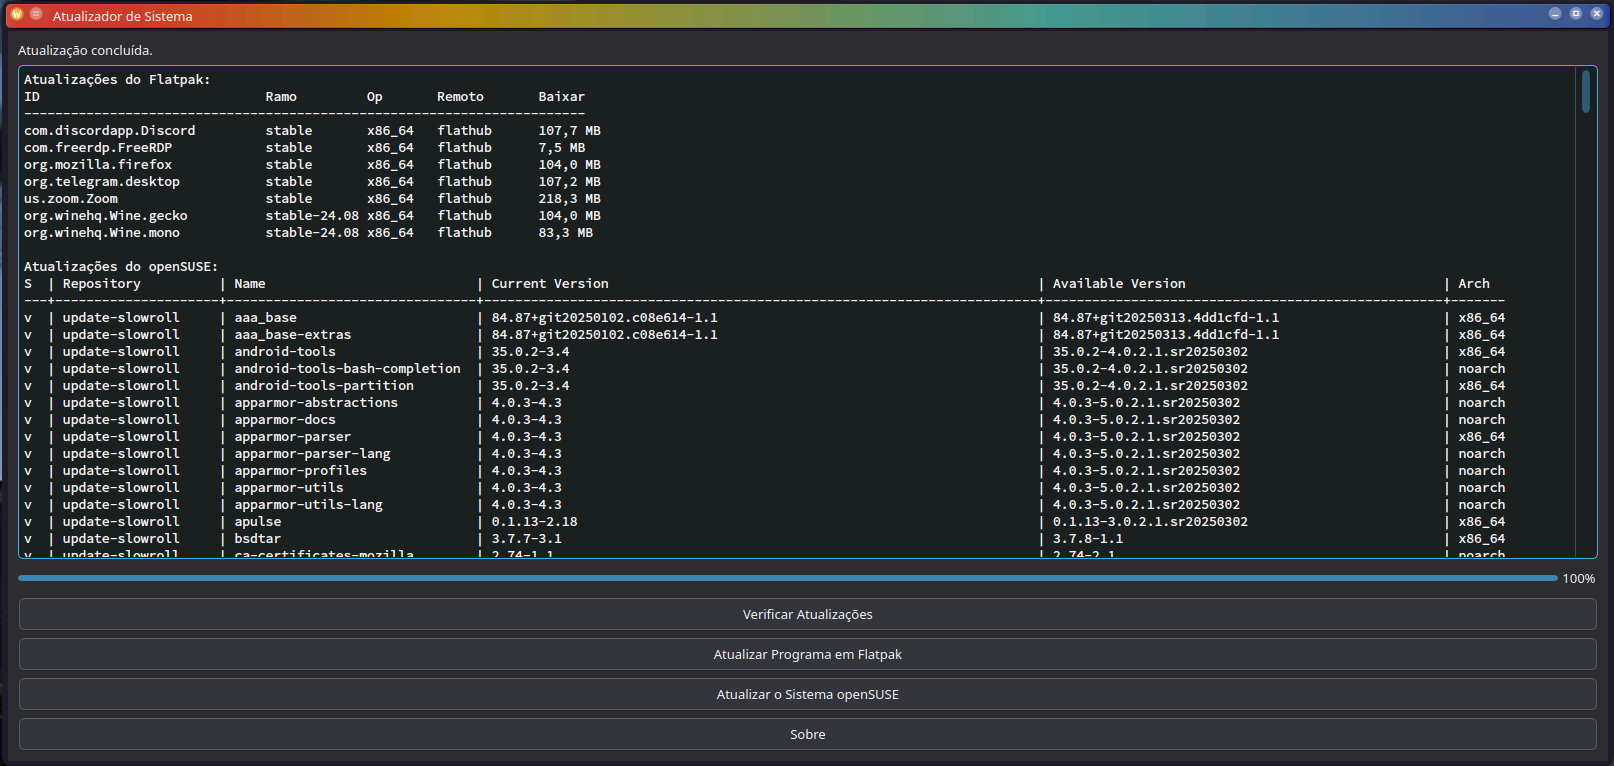 Atualizador de Sistema
Atualização concluída.
Atualizações do Flatpak:
ID Ramo Op Remoto Baixar
------------------------------------------------------------------------
com.discordapp.Discord stable x86_64 flathub 107,7 MB
com.freerdp.FreeRDP stable x86_64 flathub 7,5 MB
org.mozilla.firefox stable x86_64 flathub 104,0 MB
org.telegram.desktop stable x86_64 flathub 107,2 MB
us.zoom.Zoom stable x86_64 flathub 218,3 MB
org.winehq.Wine.gecko stable-24.08 x86_64 flathub 104,0 MB
org.winehq.Wine.mono stable-24.08 x86_64 flathub 83,3 MB
Atualizações do openSUSE:
S | Repository | Name | Current Version | Available Version | Arch
---+---------------------+--------------------------------+-----------------------------------------------------------------------+---------------------------------------------------+-------
v | update-slowroll | aaa_base | 84.87+git20250102.c08e614-1.1 | 84.87+git20250313.4dd1cfd-1.1 | x86_64
v | update-slowroll | aaa_base-extras | 84.87+git20250102.c08e614-1.1 | 84.87+git20250313.4dd1cfd-1.1 | x86_64
v | update-slowroll | android-tools | 35.0.2-3.4 | 35.0.2-4.0.2.1.sr20250302 | x86_64
v | update-slowroll | android-tools-bash-completion | 35.0.2-3.4 | 35.0.2-4.0.2.1.sr20250302 | noarch
v | update-slowroll | android-tools-partition | 35.0.2-3.4 | 35.0.2-4.0.2.1.sr20250302 | x86_64
v | update-slowroll | apparmor-abstractions | 4.0.3-4.3 | 4.0.3-5.0.2.1.sr20250302 | noarch
v | update-slowroll | apparmor-docs | 4.0.3-4.3 | 4.0.3-5.0.2.1.sr20250302 | noarch
v | update-slowroll | apparmor-parser | 4.0.3-4.3 | 4.0.3-5.0.2.1.sr20250302 | x86_64
v | update-slowroll | apparmor-parser-lang | 4.0.3-4.3 | 4.0.3-5.0.2.1.sr20250302 | noarch
v | update-slowroll | apparmor-profiles | 4.0.3-4.3 | 4.0.3-5.0.2.1.sr20250302 | noarch
v | update-slowroll | apparmor-utils | 4.0.3-4.3 | 4.0.3-5.0.2.1.sr20250302 | noarch
v | update-slowroll | apparmor-utils-lang | 4.0.3-4.3 | 4.0.3-5.0.2.1.sr20250302 | noarch
v | update-slowroll | apulse | 0.1.13-2.18 | 0.1.13-3.0.2.1.sr20250302 | x86_64
v | update-slowroll | bsdtar | 3.7.7-3.1 | 3.7.8-1.1 | x86_64
v | update-slowroll | ca-certificates-mozilla | 2.74-1.1 | 2.74-2.1 | noarch
100%
Verificar Atualizações
Atualizar Programa em Flatpak
Atualizar o Sistema openSUSE
Sobre